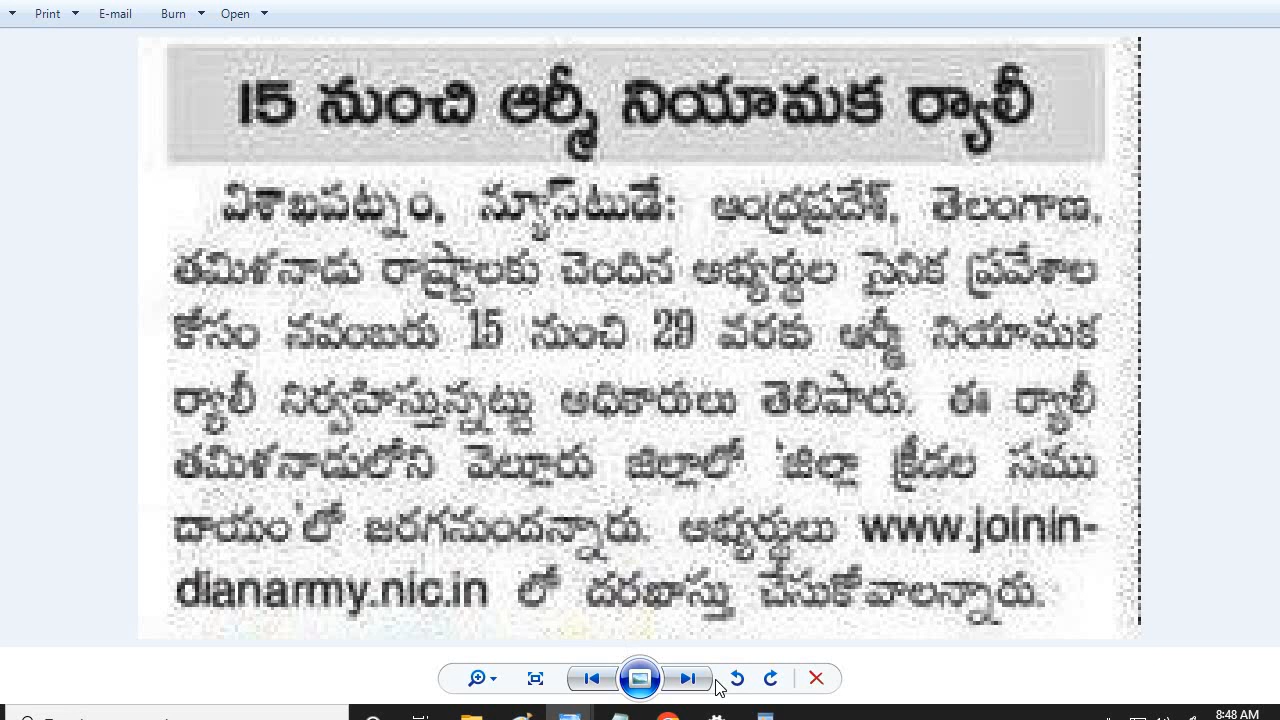 Print E-mail Burn Open
15 నుంచి ఆర్మీ నియామక ర్యాలీ
విశాఖపట్నం, న్యూస్‌టుడే: ఆంధ్రప్రదేశ్, తెలంగాణ,
తమిళనాడు రాష్ట్రాలకు చెందిన అభ్యర్థుల సైనిక ప్రవేశాల
కోసం నవంబరు 15 నుంచి 29 వరకు ఆర్మీ నియామక
ర్యాలీ నిర్వహిస్తున్నట్టు అధికారులు తెలిపారు. ఈ ర్యాలీ
తమిళనాడులోని వెల్లూరు జిల్లాలో 'జిల్లా క్రీడల సము
దాయం'లో జరగనుందన్నారు. అభ్యర్థులు www.joinin-
dianarmy.nic.in లో దరఖాస్తు చేసుకోవాలన్నారు.
8:48 AM